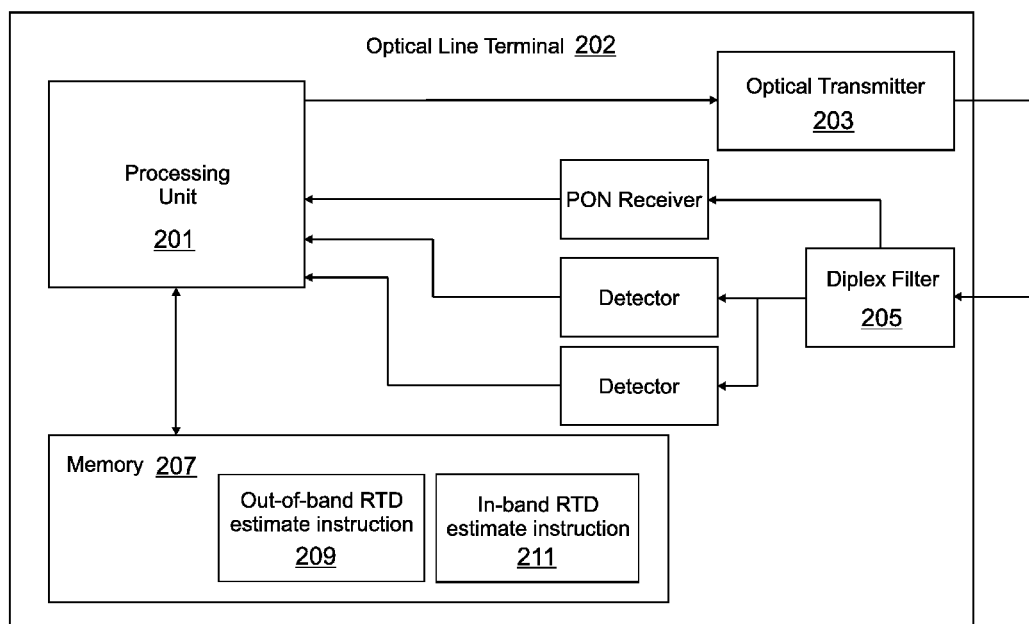 Optical Line Terminal 202
Processing
Unit
201
Optical Transmitter
203
PON Receiver
Diplex Filter
205
Detector
Detector
Memory 207
Out-of-band RTD
estimate instruction
209
In-band RTD
estimate instruction
211